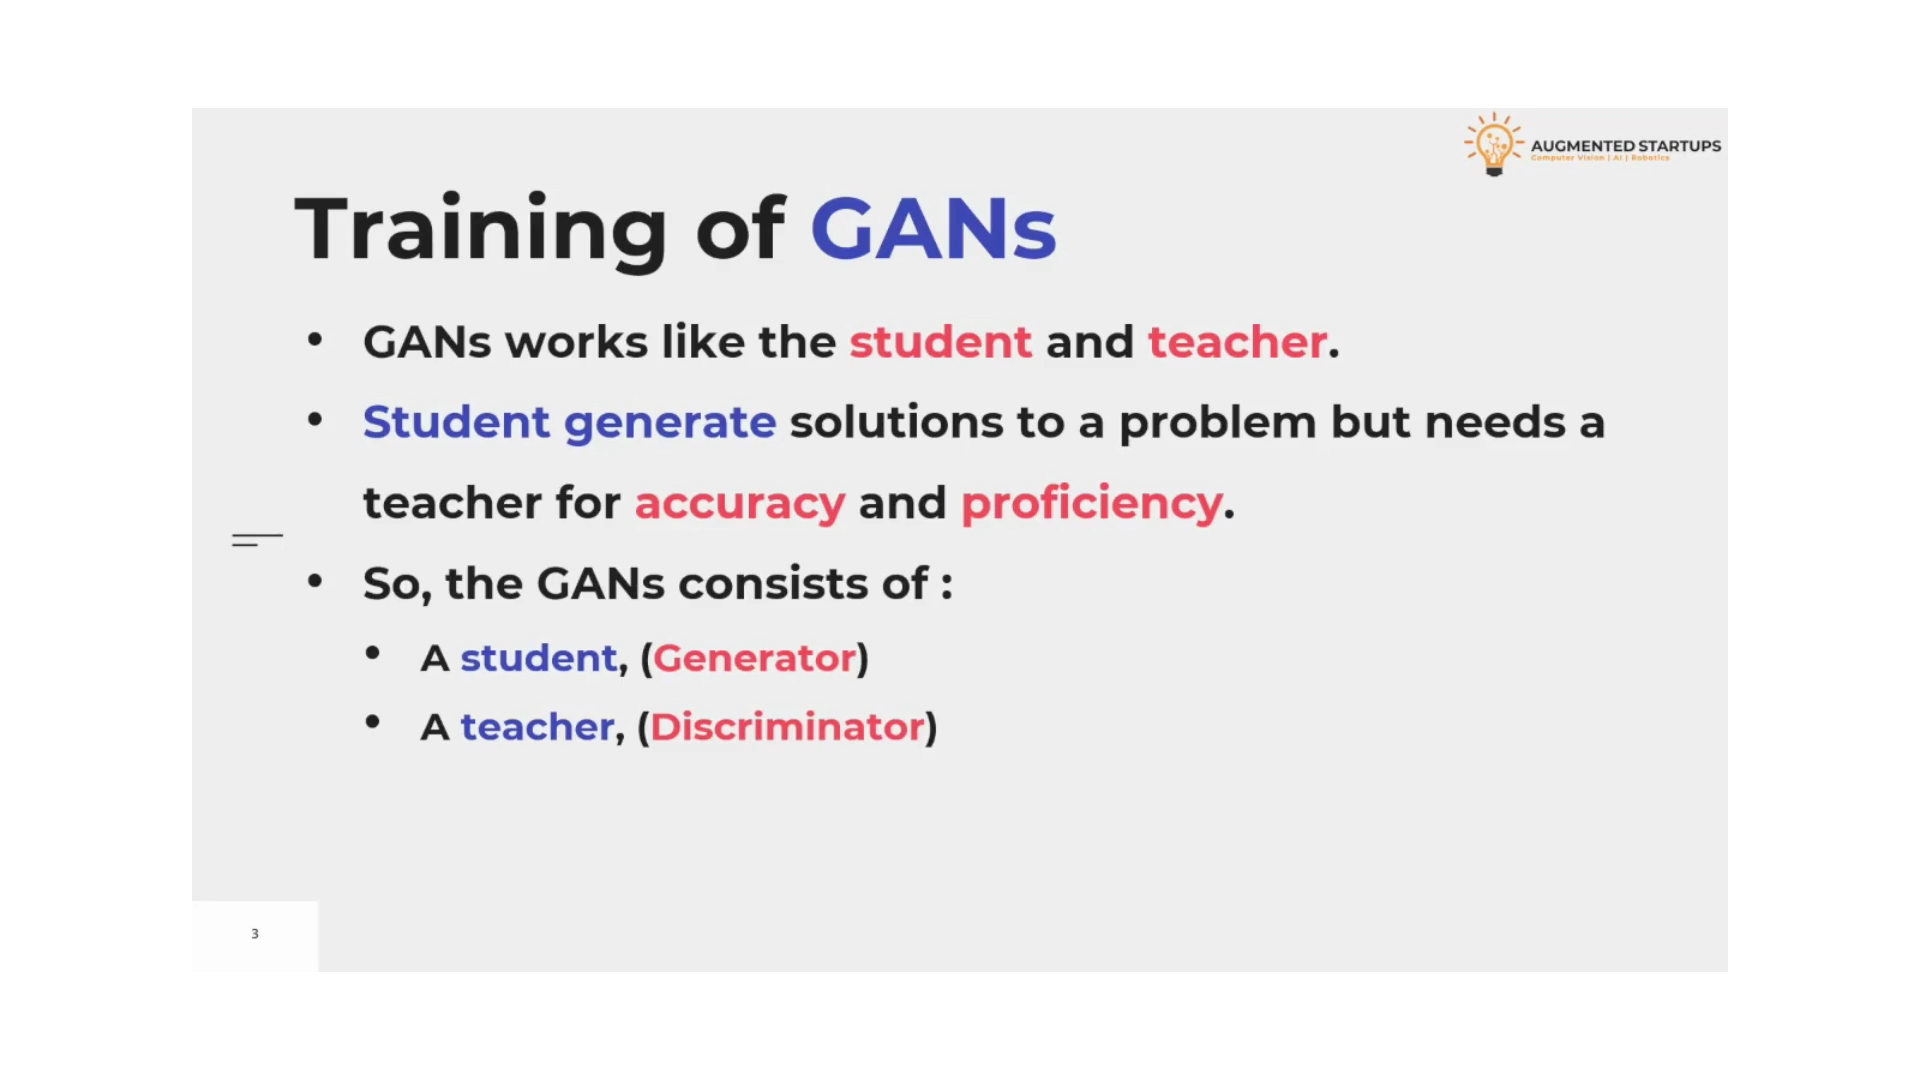 AUGMENTED STARTUPS
Computer Vision | AI | Robotics
Training of GANs
• GANs works like the student and teacher.
• Student generate solutions to a problem but needs a
teacher for accuracy and proficiency.
• So, the GANs consists of :
• A student, (Generator)
• A teacher, (Discriminator)
3